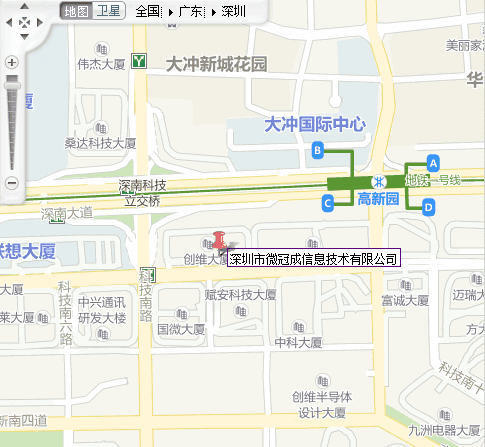 地图 卫星 全国 广东 深圳
美丽家
伟杰大厦
Y
大冲新城花园
华
厦
大冲国际中心
桑达科技大厦
B
A
深南科技
立交桥
地铁一号线
高新园
C
D
深南大道
联想大厦
创维大厦
深圳市微冠成信息技术有限公司
科技南路
科技南六路
中兴通讯
研发大楼
赋安科技大厦
富诚大厦
迈瑞大
莱大厦
国微大厦
中科大厦
方大
科技南十
创维半导体
设计大厦
新南四道
九洲电器大厦